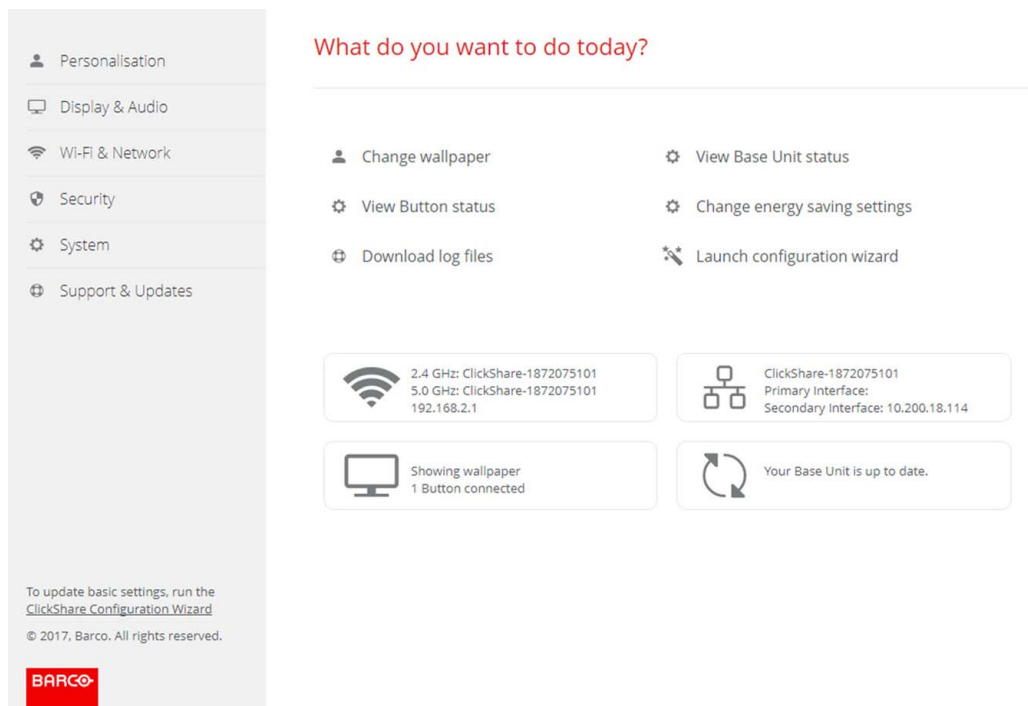 Personalisation
Display & Audio
Wi-Fi & Network
Security
System
Support & Updates
To update basic settings, run the
ClickShare Configuration Wizard
© 2017, Barco. All rights reserved.
BARCO
What do you want to do today?
Change wallpaper
View Base Unit status
View Button status
Change energy saving settings
Download log files
Launch configuration wizard
2.4 GHz: ClickShare-1872075101
5.0 GHz: ClickShare-1872075101
192.168.2.1
ClickShare-1872075101
Primary Interface:
Secondary Interface: 10.200.18.114
Showing wallpaper
1 Button connected
Your Base Unit is up to date.